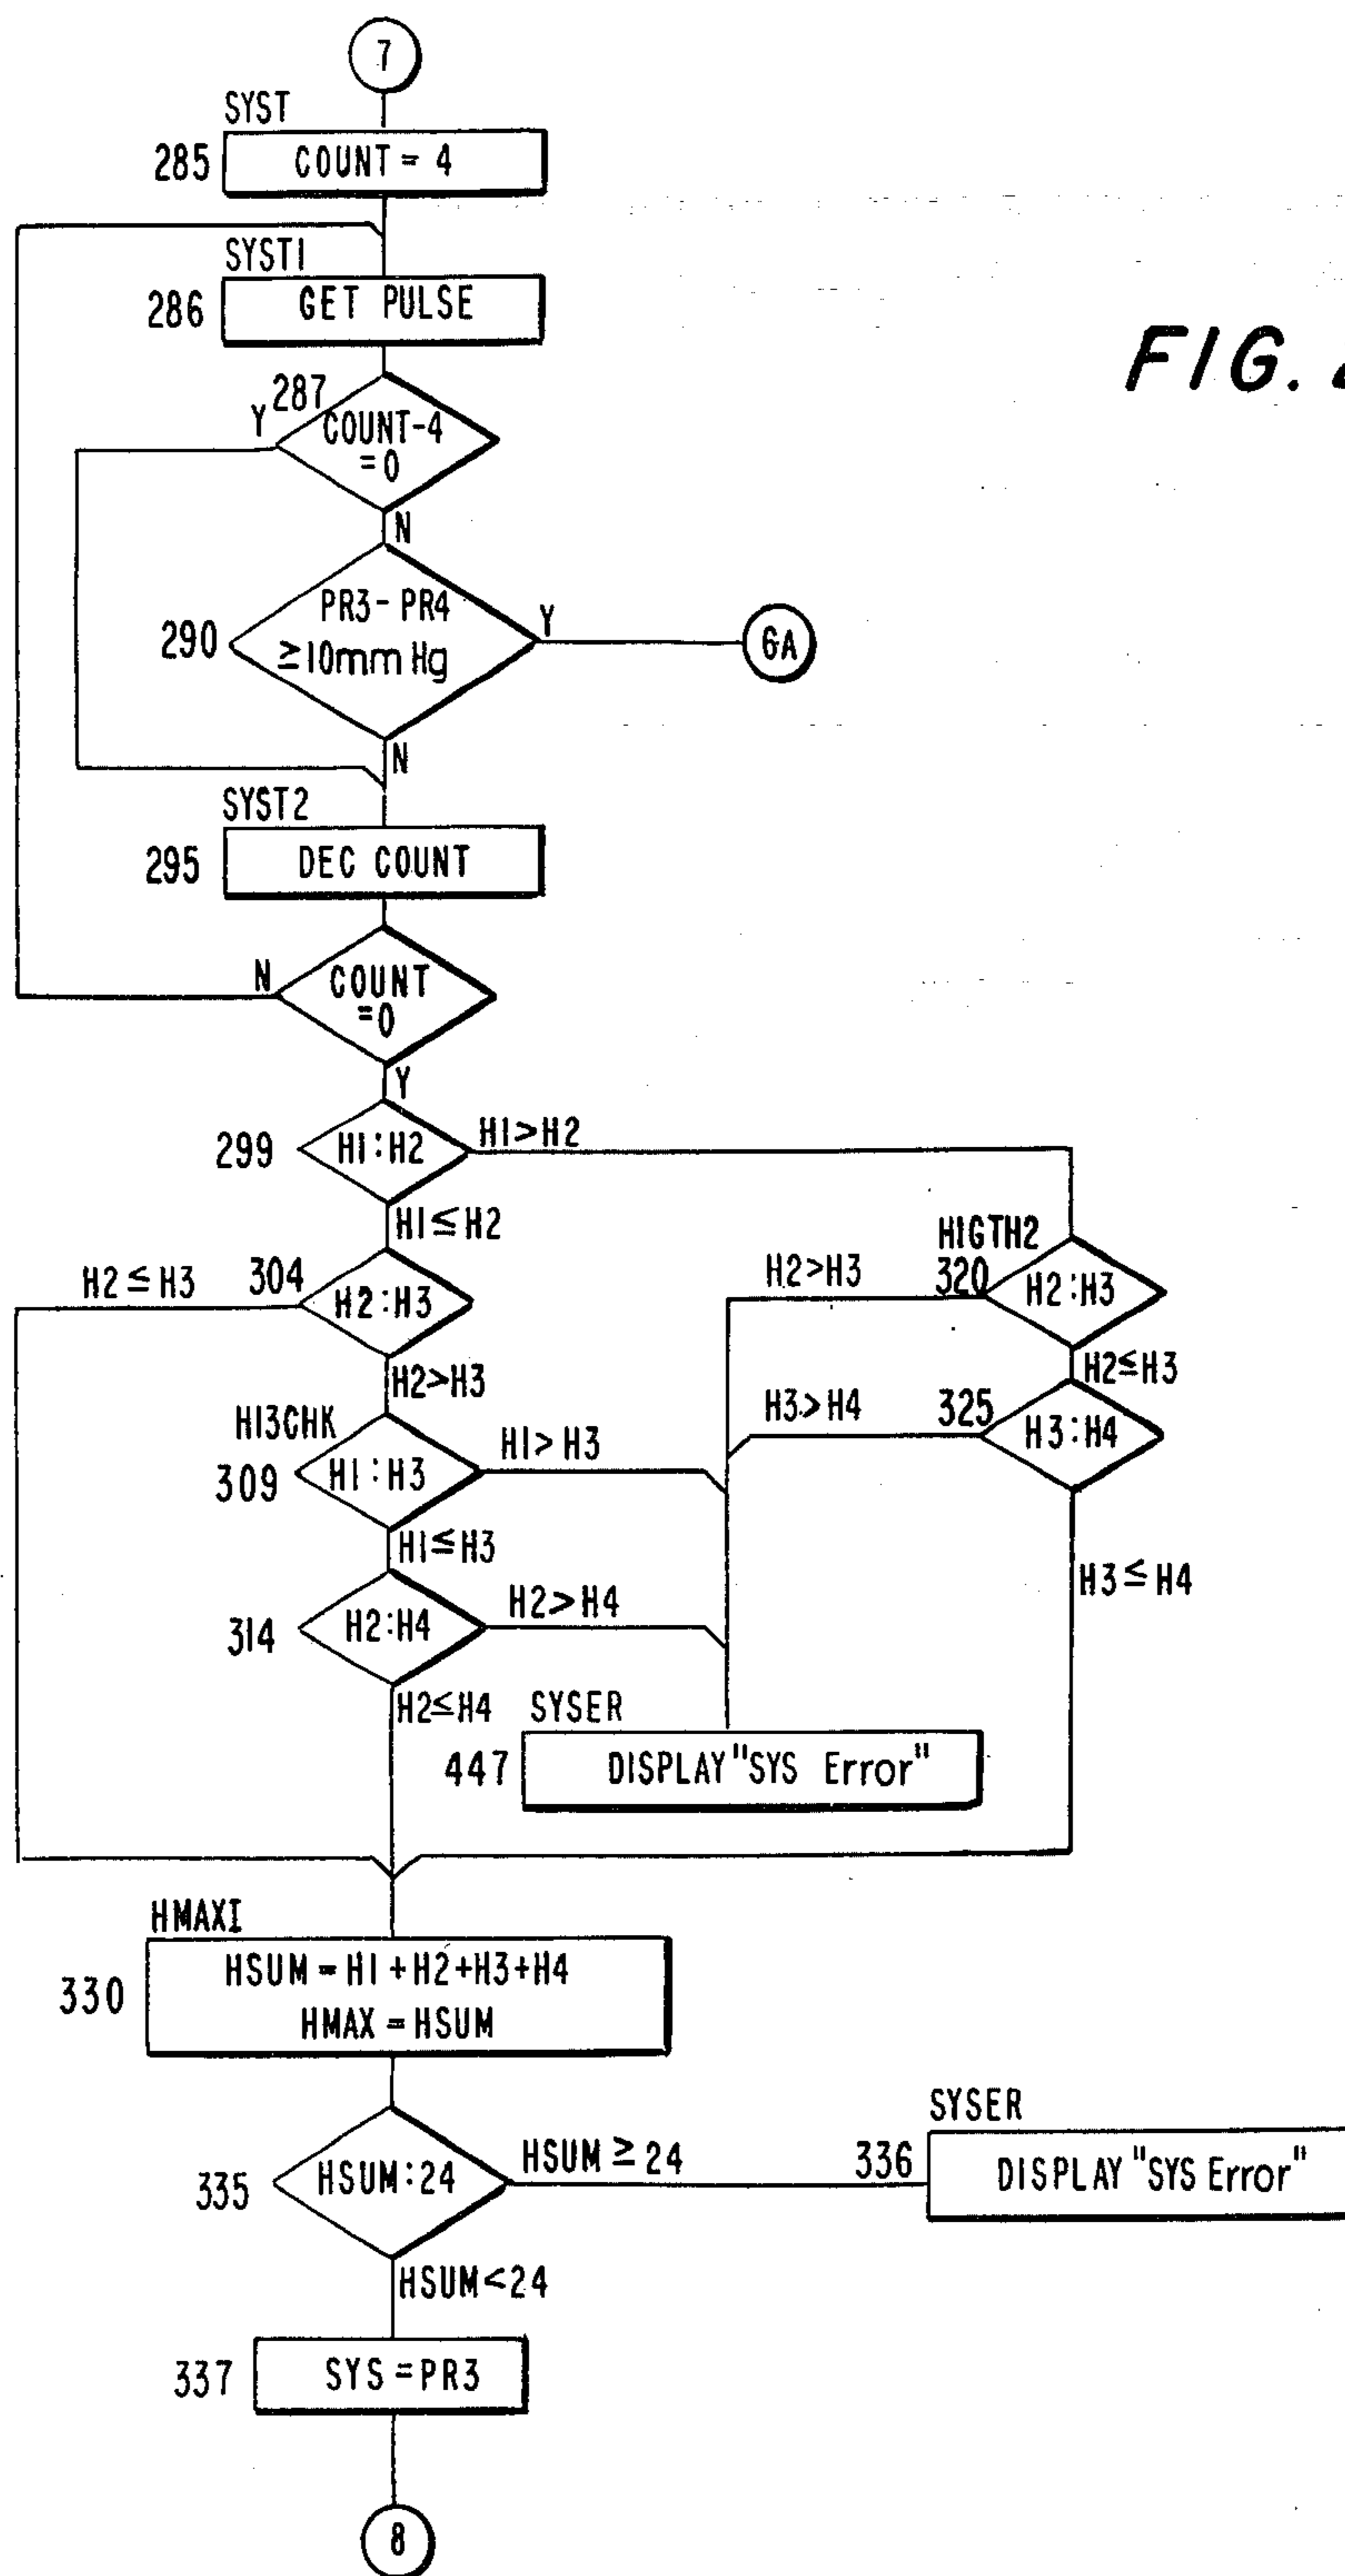 7
SYST
285
COUNT = 4
SYST1
286
GET PULSE
FIG.
287
Y
COUNT-4
=0
N
290
PR3-PR4
≥10mm Hg
Y
6A
N
SYST2
295
DEC COUNT
N
COUNT
=0
Y
299
H1:H2
H1>H2
H1≤H2
H1GTH2
H2≤H3
304
H2:H3
H2>H3
320
H2:H3
H2>H3
H2≤H3
H13CHK
309
H1:H3
H1>H3
H3>H4
325
H3:H4
H1≤H3
H3≤H4
314
H2:H4
H2>H4
H2≤H4
SYSER
447
DISPLAY "SYS Error"
HMAX1
330
HSUM = H1+H2+H3+H4
HMAX = HSUM
SYSER
335
HSUM:24
HSUM ≥ 24
336
DISPLAY "SYS Error"
HSUM<24
337
SYS = PR3
8